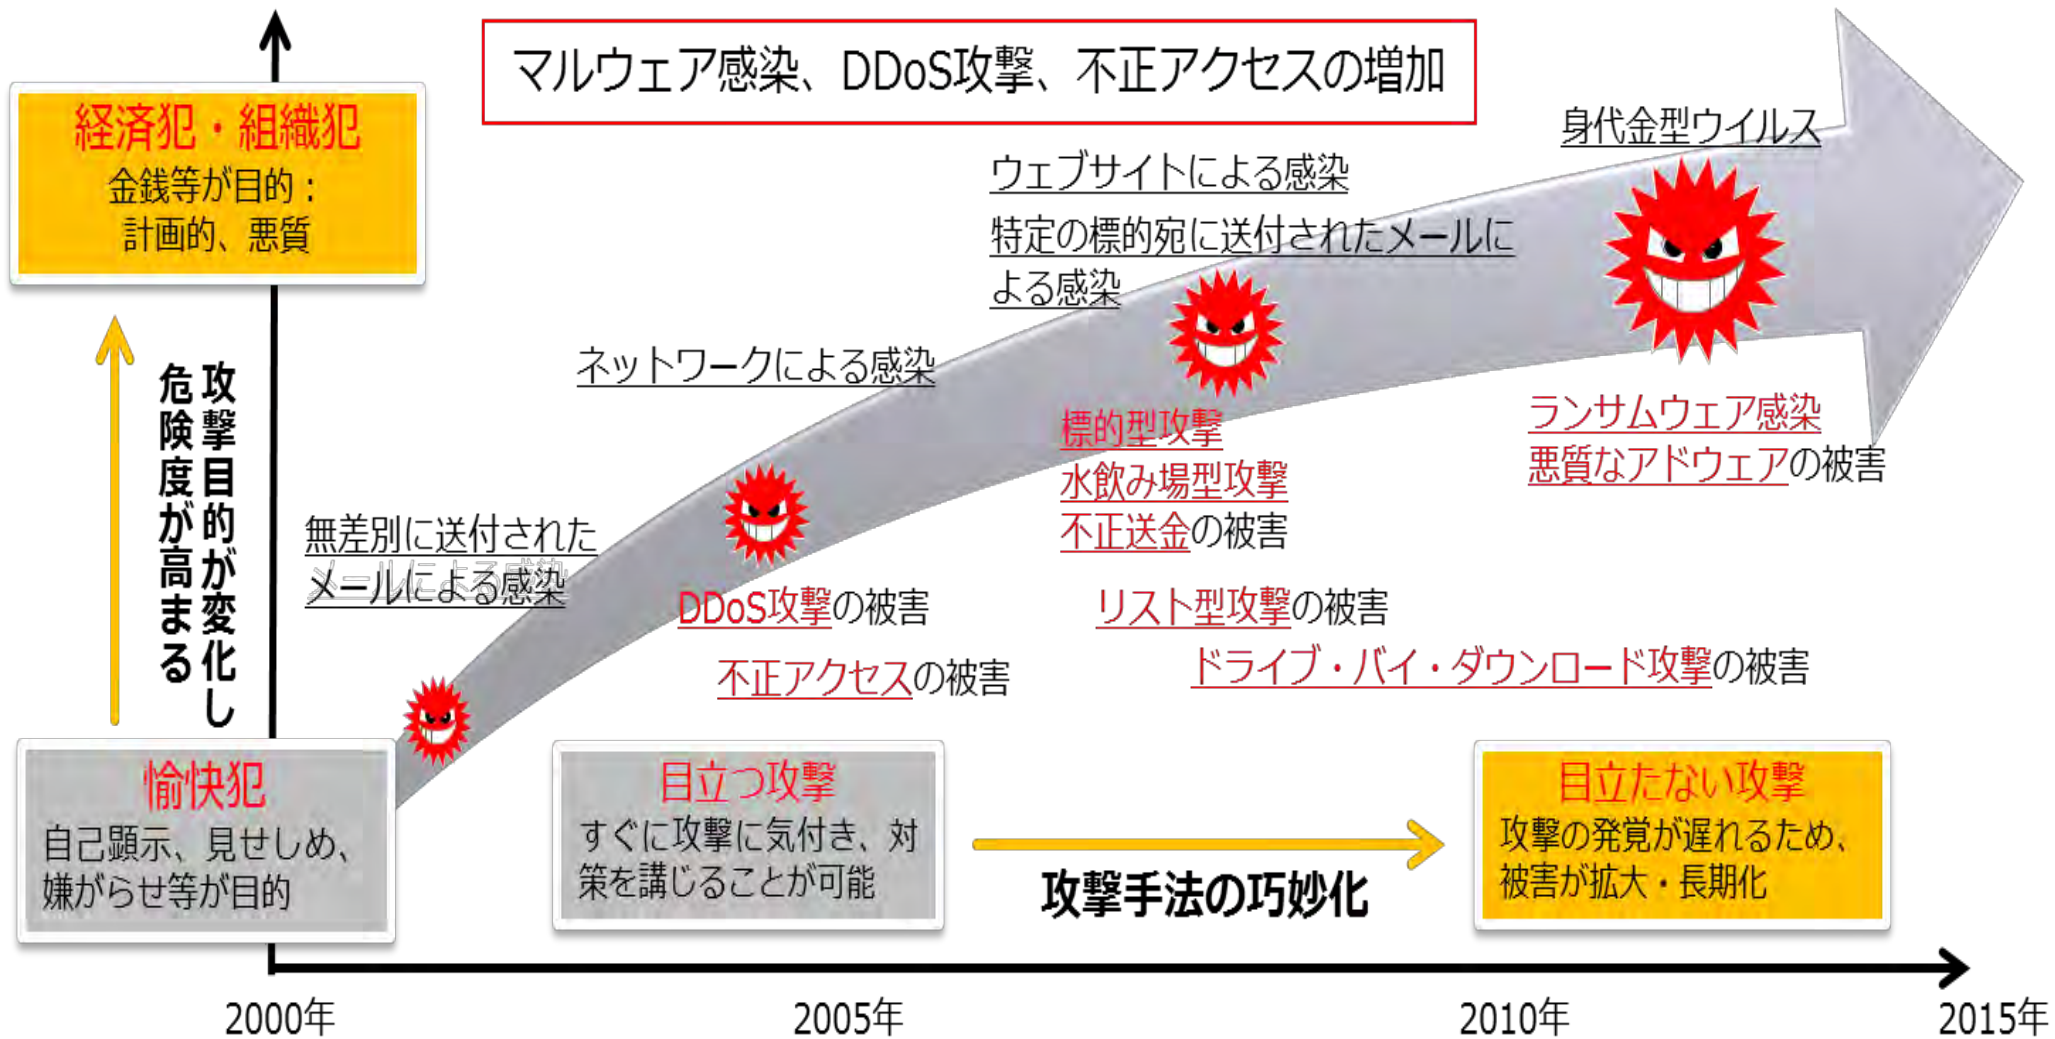 マルウェア感染、DDoS攻撃、不正アクセスの増加
経済犯・組織犯
金銭等が目的：
計画的、悪質
攻撃目的が変化し
危険度が高まる
愉快犯
自己顕示、見せしめ、
嫌がらせ等が目的
無差別に送付された
メールによる感染
ネットワークによる感染
DDoS攻撃の被害
不正アクセスの被害
ウェブサイトによる感染
特定の標的宛に送付されたメールに
よる感染
標的型攻撃
水飲み場型攻撃
不正送金の被害
リスト型攻撃の被害
ドライブ・バイ・ダウンロード攻撃の被害
身代金型ウイルス
ランサムウェア感染
悪質なアドウェアの被害
目立つ攻撃
すぐに攻撃に気付き、対
策を講じることが可能
攻撃手法の巧妙化
目立たない攻撃
攻撃の発覚が遅れるため、
被害が拡大・長期化
2000年
2005年
2010年
2015年